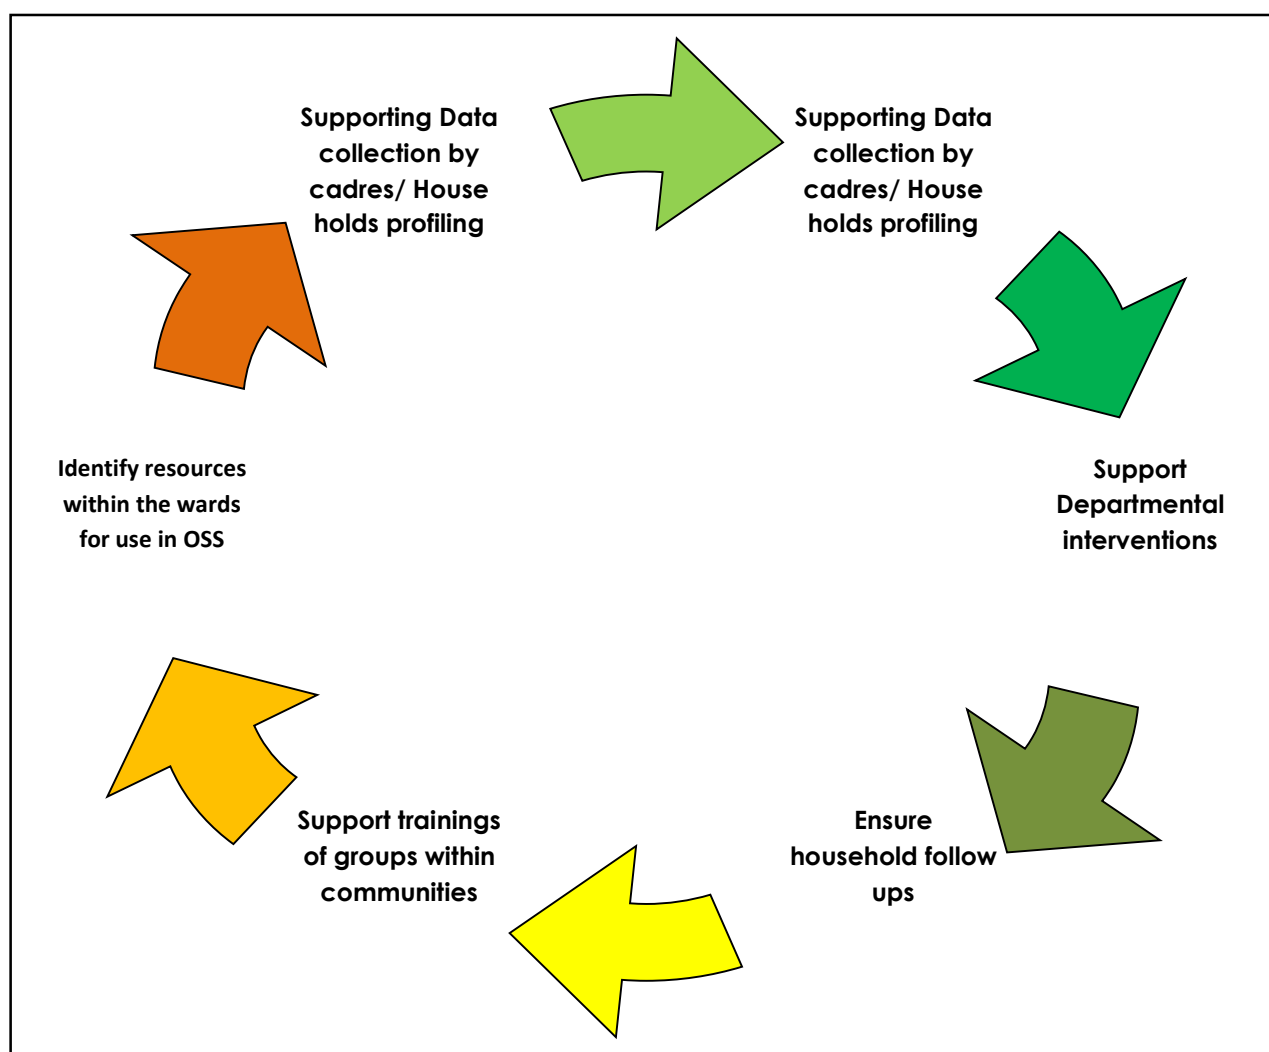 Supporting Data
collection by
cadres/ House
holds profiling
Supporting Data
collection by
cadres/ House
holds profiling
Support
Departmental
interventions
Ensure
household follow
ups
Support trainings
of groups within
communities
Identify resources
within the wards
for use in OSS